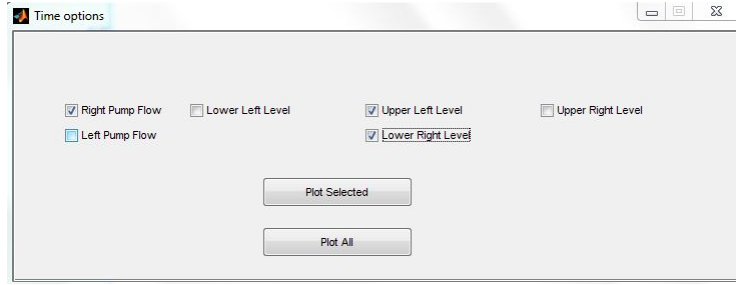 Time options
Right Pump Flow Lower Left Level Upper Left Level Upper Right Level
Left Pump Flow Lower Right Level
Plot Selected
Plot All